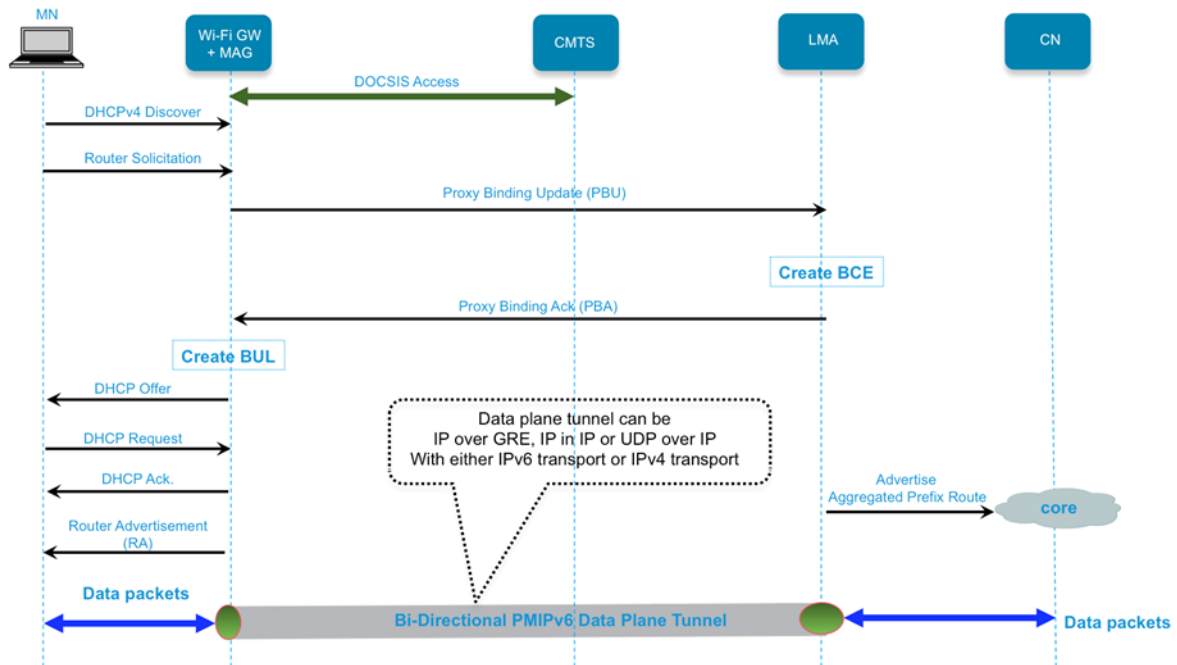 MN
Wi-Fi GW
+ MAG
CMTS
LMA
CN
DOCSIS Access
DHCPv4 Discover
Router Solicitation
Proxy Binding Update (PBU)
Create BCE
Proxy Binding Ack (PBA)
Create BUL
DHCP Offer
Data plane tunnel can be
IP over GRE, IP in IP or UDP over IP
With either IPv6 transport or IPv4 transport
DHCP Request
DHCP Ack.
Advertise
Aggregated Prefix Route
core
Router Advertisement
(RA)
Data packets
Bi-Directional PMIPv6 Data Plane Tunnel
Data packets